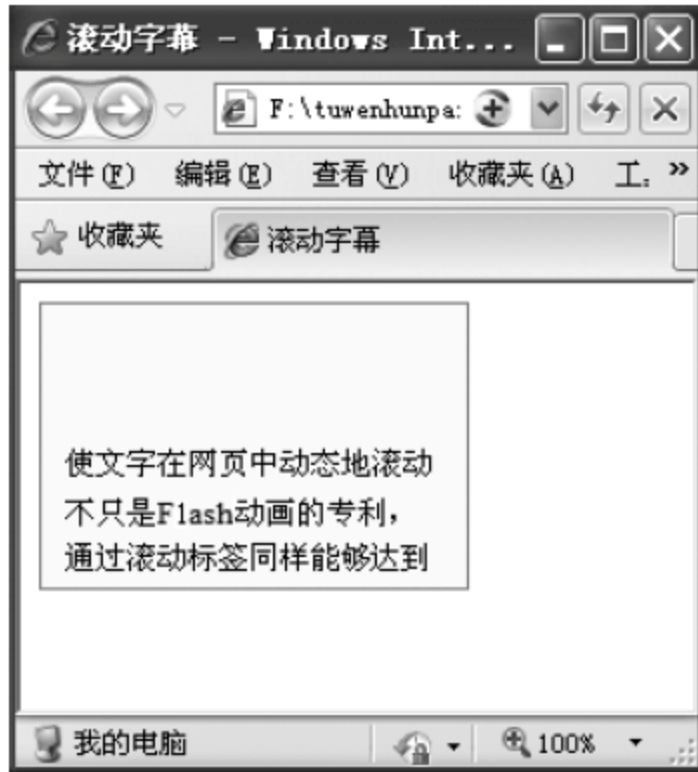 滚动字幕 - Windows Int...
F:\tuwenhunpa:
文件(F) 编辑(E) 查看(V) 收藏夹(A) 工: »
收藏夹 滚动字幕
使文字在网页中动态地滚动
不只是Flash动画的专利，
通过滚动标签同样能够达到
我的电脑 100%